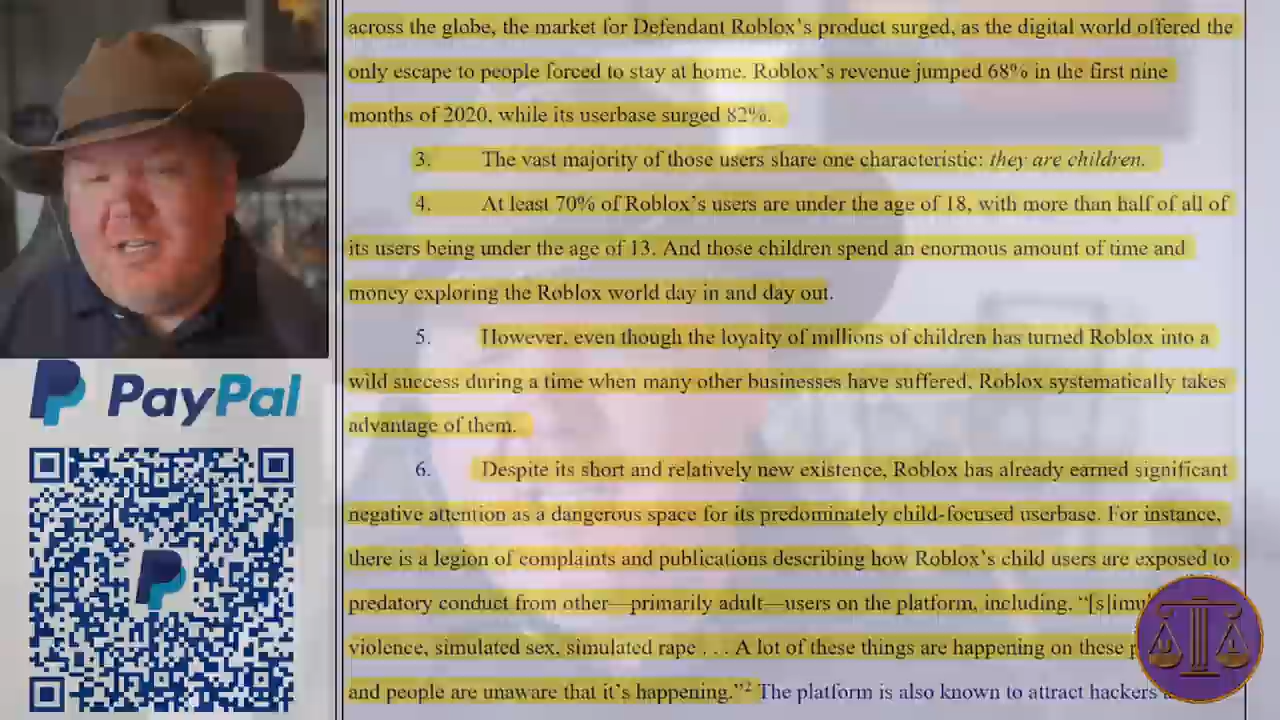 across the globe, the market for Defendant Roblox's product surged, as the digital world offered the
only escape to people forced to stay at home. Roblox's revenue jumped 68% in the first nine
months of 2020, while its userbase surged 82%.
3. The vast majority of those users share one characteristic: they are children.
4. At least 70% of Roblox's users are under the age of 18, with more than half of all of
its users being under the age of 13. And those children spend an enormous amount of time and
money exploring the Roblox world day in and day out.
5. However, even though the loyalty of millions of children has turned Roblox into a
wild success during a time when many other businesses have suffered, Roblox systematically takes
advantage of them.
6. Despite its short and relatively new existence, Roblox has already earned significant
negative attention as a dangerous space for its predominately child-focused userbase. For instance,
there is a legion of complaints and publications describing how Roblox's child users are exposed to
predatory conduct from other—primarily adult—users on the platform, including, "[s]imu
violence, simulated sex, simulated rape . . . A lot of these things are happening on these p
and people are unaware that it's happening."2 The platform is also known to attract hackers
PayPal